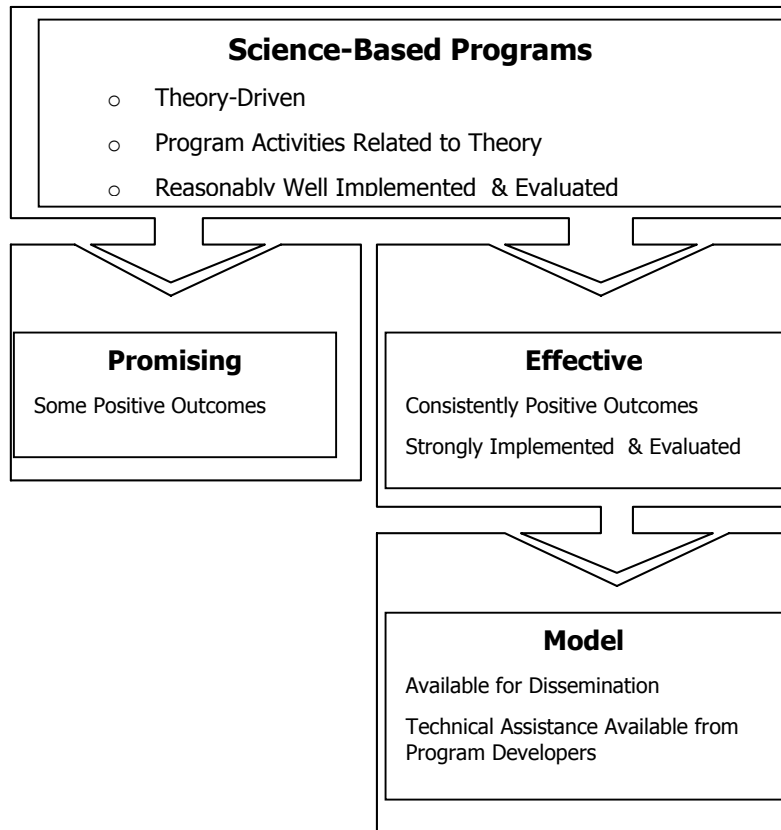 Science-Based Programs
o Theory-Driven
o Program Activities Related to Theory
o Reasonably Well Implemented & Evaluated
Promising
Some Positive Outcomes
Effective
Consistently Positive Outcomes
Strongly Implemented & Evaluated
Model
Available for Dissemination
Technical Assistance Available from
Program Developers